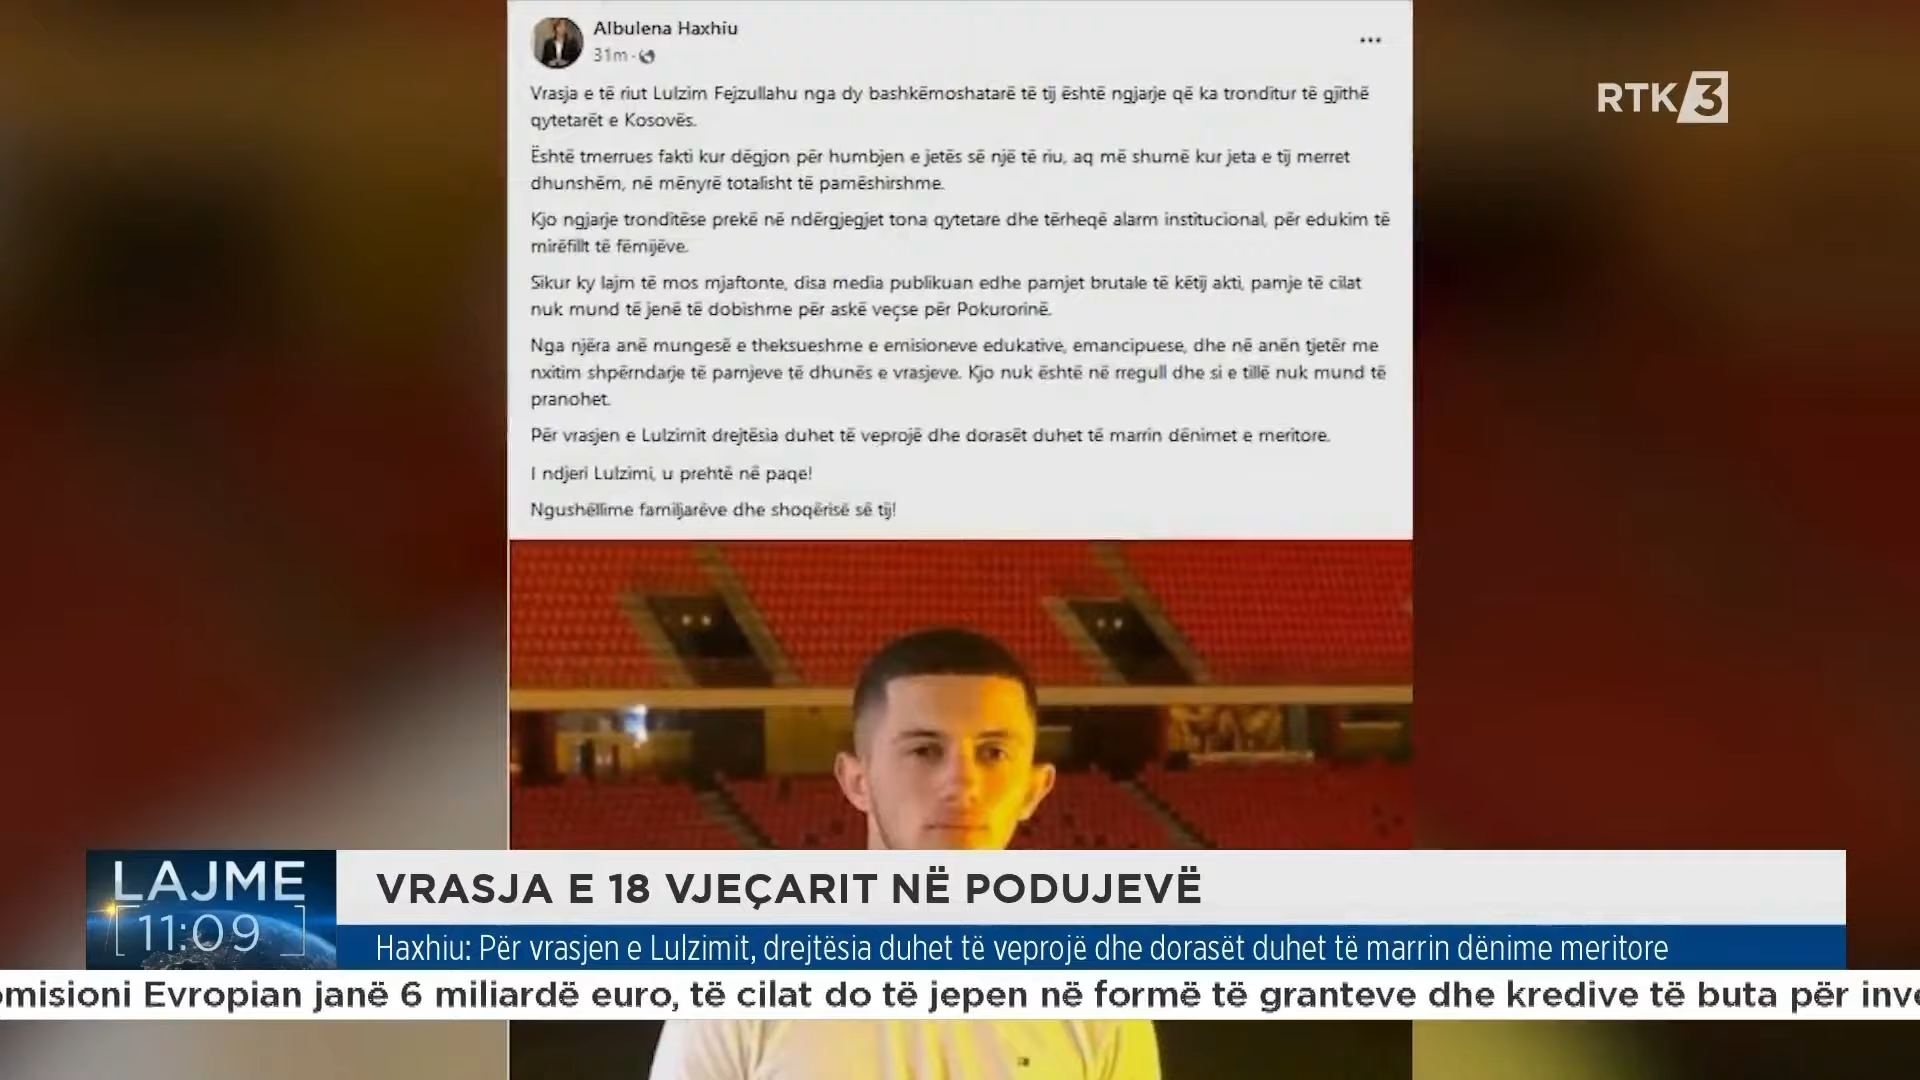 Albulena Haxhiu
31m
Vrasja e të riut Lulzim Fejzullahu nga dy bashkëmoshatarë të tij është ngjarje që ka tronditur të gjithë
qytetarët e Kosovës.
Është tmerrues fakti kur dëgjon për humbjen e jetës së një të riu, aq më shumë kur jeta e tij merret
dhunshëm, në mënyrë totalisht të pamëshirshme.
Kjo ngjarje tronditëse prekë në ndërgjegjet tona qytetare dhe tërheqë alarm institucional, për edukim të
mirëfillt të fëmijëve.
Sikur ky lajm të mos mjaftonte, disa media publikuan edhe pamjet brutale të këtij akti, pamje të cilat
nuk mund të jenë të dobishme për askë veçse për Pokurorinë.
Nga njëra anë mungesë e theksueshme e emisioneve edukative, emancipuese, dhe në anën tjetër me
nxitim shpërndarje të pamjeve të dhunës e vrasjeve. Kjo nuk është në rregull dhe si e tillë nuk mund të
pranohet.
Për vrasjen e Lulzimit drejtësia duhet të veprojë dhe dorasët duhet të marrin dënimet e meritore.
I ndjeri Lulzimi, u prehtë në paqe!
Ngushëllime familjarëve dhe shoqërisë së tij!
RTK 3
LAJME
11:09
VRASJA E 18 VJEÇARIT NË PODUJEVË
Haxhiu: Për vrasjen e Lulzimit, drejtësia duhet të veprojë dhe dorasët duhet të marrin dënime meritore
omisioni Evropian janë 6 miliardë euro, të cilat do të jepen në formë të granteve dhe kredive të buta për inve